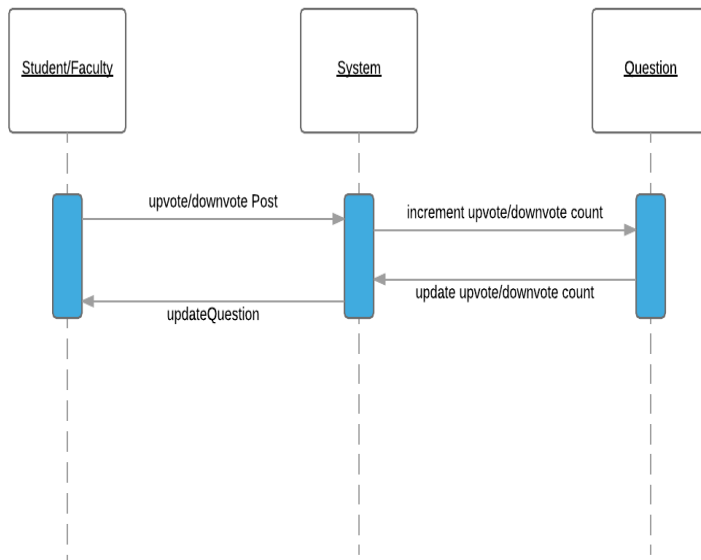 Student/Faculty
System
Question
upvote/downvote Post
increment upvote/downvote count
update upvote/downvote count
updateQuestion